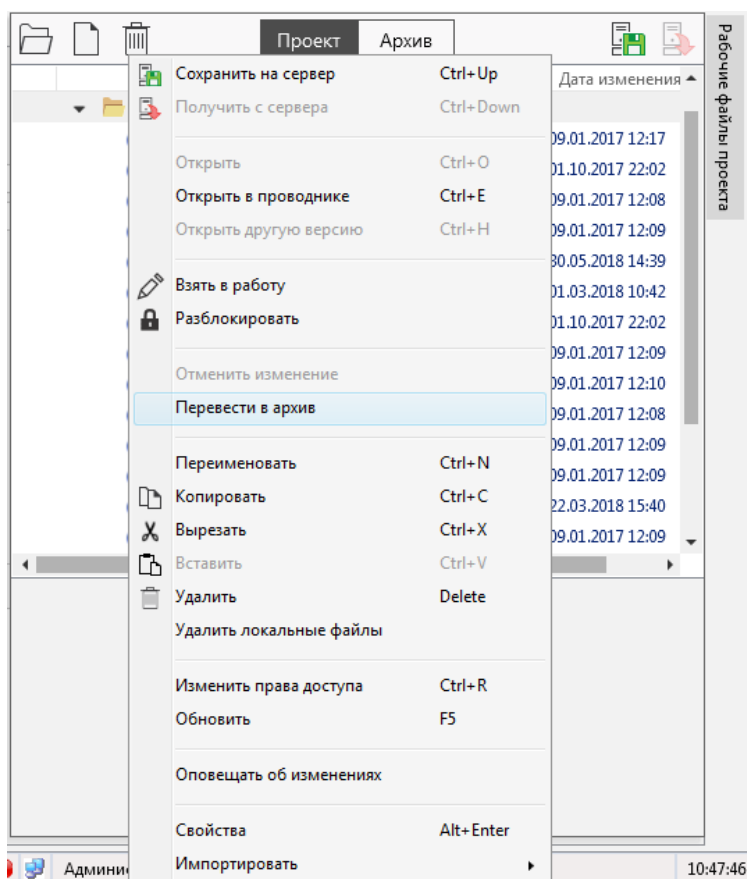 Проект Архив
Рабочие файлы проекта
Дата изменения
Сохранить на сервер Ctrl+Up
Получить с сервера Ctrl+Down
Открыть Ctrl+O
Открыть в проводнике Ctrl+E
Открыть другую версию Ctrl+H
Взять в работу
Разблокировать
Отменить изменение
Перевести в архив
Переименовать Ctrl+N
Копировать Ctrl+C
Вырезать Ctrl+X
Вставить Ctrl+V
Удалить Delete
Удалить локальные файлы
Изменить права доступа Ctrl+R
Обновить F5
Оповещать об изменениях
Свойства Alt+Enter
Импортировать
09.01.2017 12:17
01.10.2017 22:02
09.01.2017 12:08
09.01.2017 12:09
30.05.2018 14:39
01.03.2018 10:42
01.10.2017 22:02
09.01.2017 12:09
09.01.2017 12:10
09.01.2017 12:08
09.01.2017 12:09
09.01.2017 12:09
22.03.2018 15:40
09.01.2017 12:09
10:47:46